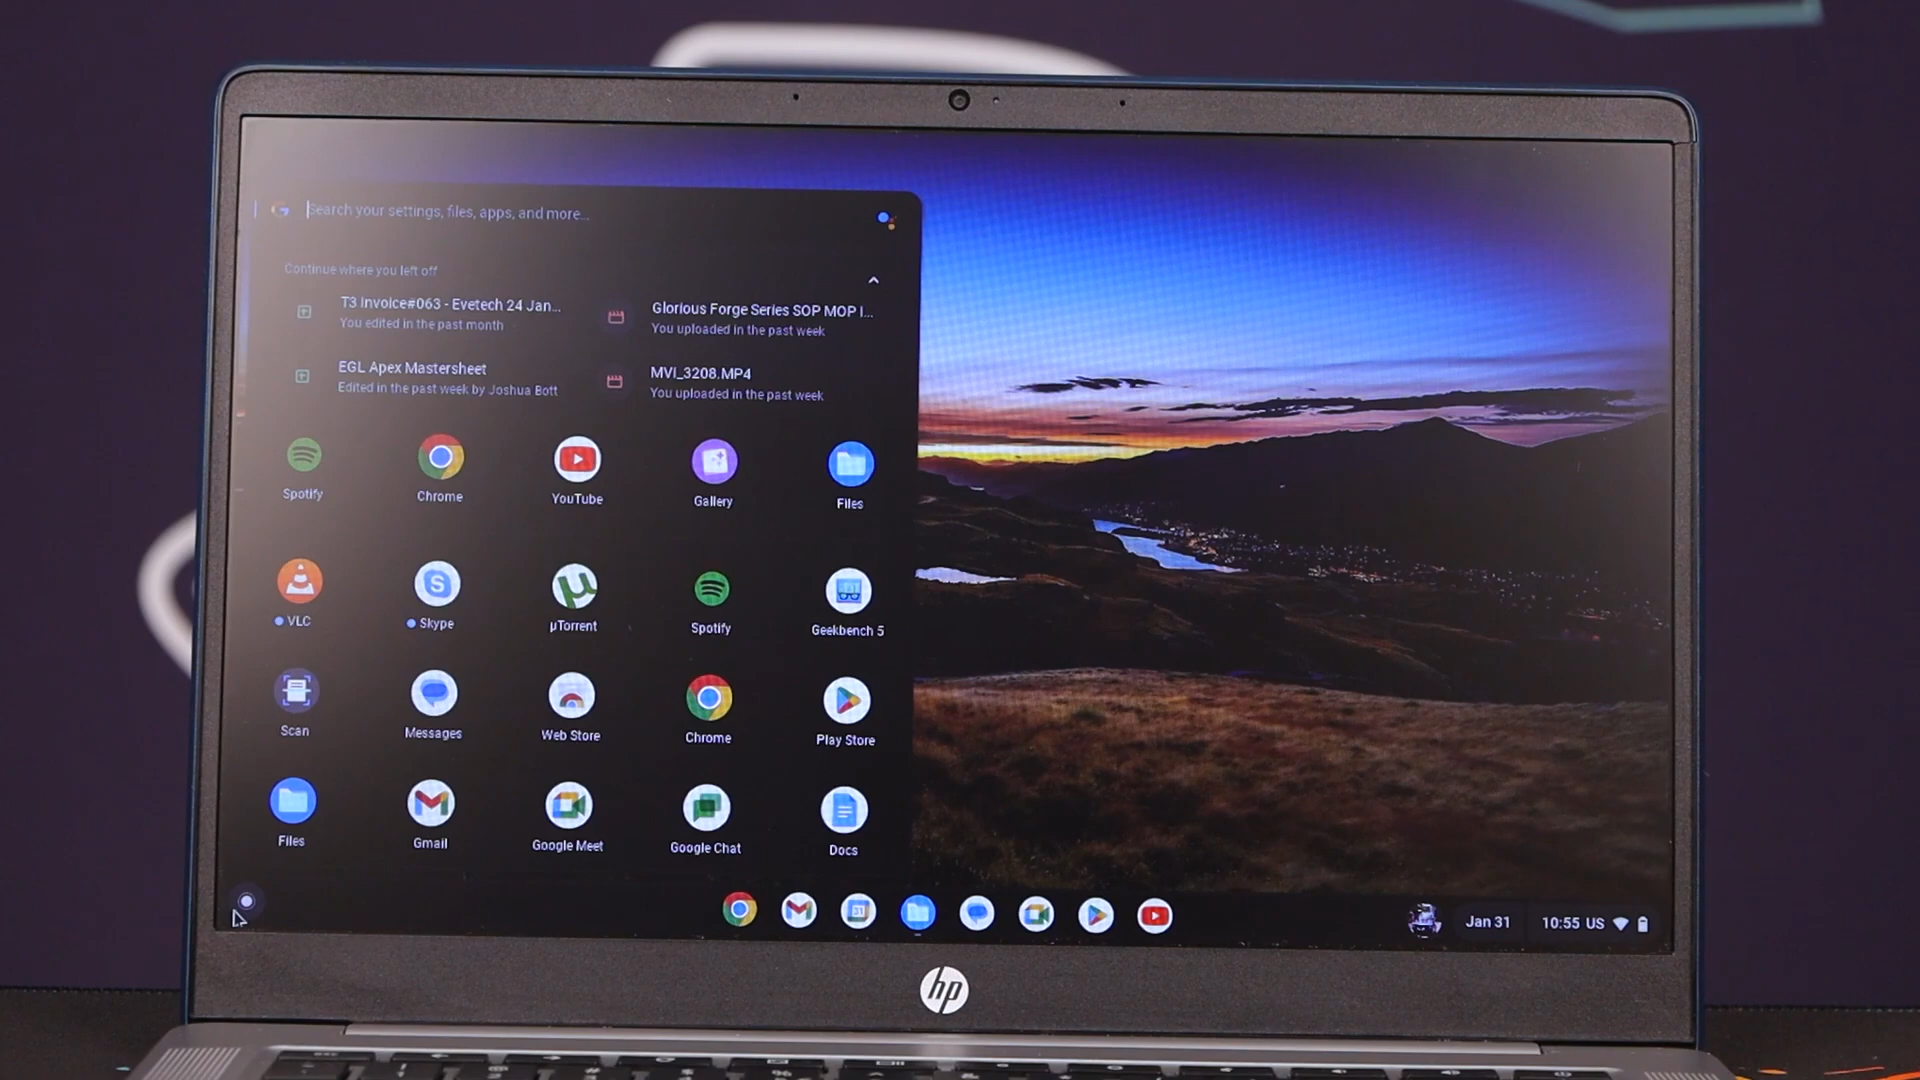 Search your settings, files, apps, and more...
Continue where you left off
T3 Invoice#063 - Evetech 24 Jan...
You edited in the past month
Glorious Forge Series SOP MOP I...
You uploaded in the past week
EGL Apex Mastersheet
Edited in the past week by Joshua Bott
MVI_3208.MP4
You uploaded in the past week
Spotify
Chrome
YouTube
Gallery
Files
VLC
Skype
µTorrent
Spotify
Geekbench 5
Scan
Messages
Web Store
Chrome
Play Store
Files
Gmail
Google Meet
Google Chat
Docs
31
Jan 31
10:55 US
hp